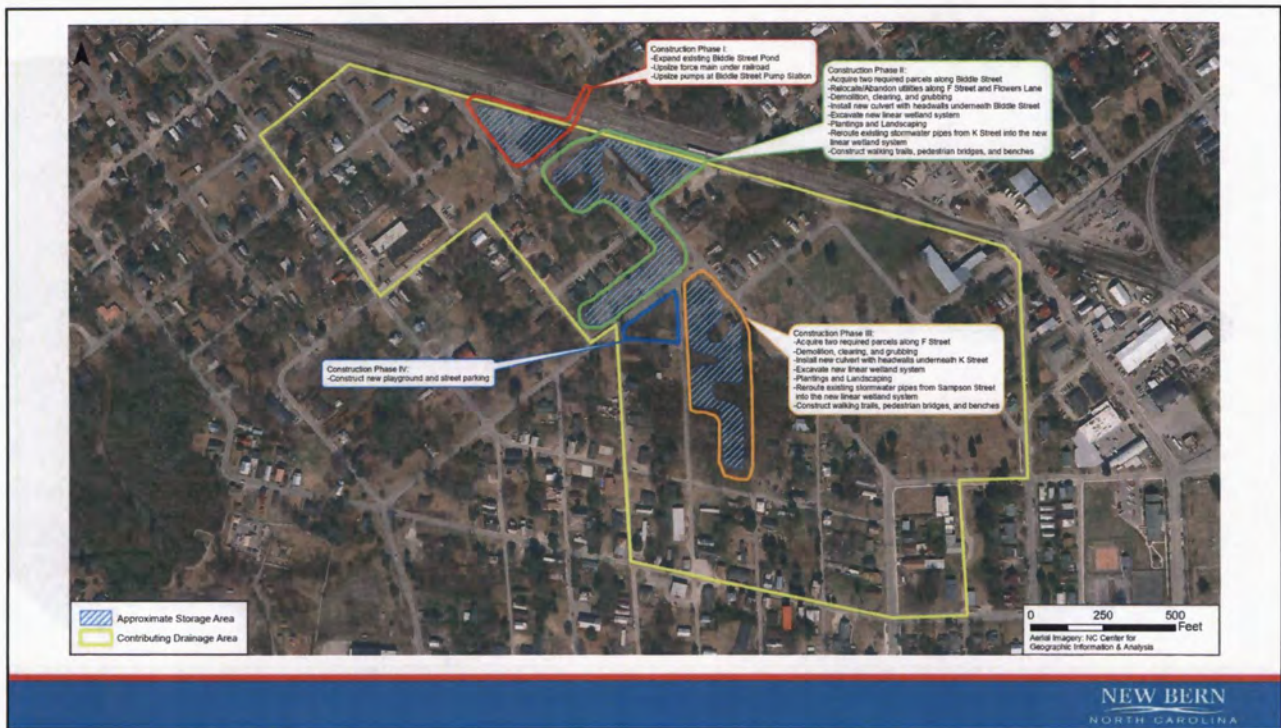 Construction Phase I:
-Expand existing Biddle Street Pond
-Upsize force main under railroad
-Upsize pumps at Biddle Street Pump Station
Construction Phase II:
-Acquire two required parcels along Biddle Street
-Relocate/Abandon utilities along F Street and Flowers Lane
-Demolition, clearing, and grubbing
-Install new culvert with headwalls underneath Biddle Street
-Excavate new linear wetland system
-Plantings and Landscaping
-Reroute existing stormwater pipes from K Street into the new
linear wetland system
-Construct walking trails, pedestrian bridges, and benches
Construction Phase III:
-Acquire two required parcels along F Street
-Demolition, clearing, and grubbing
-Install new culvert with headwalls underneath K Street
-Excavate new linear wetland system
-Plantings and Landscaping
-Reroute existing stormwater pipes from Sampson Street
into the new linear wetland system
-Construct walking trails, pedestrian bridges, and benches
Construction Phase IV:
-Construct new playground and street parking
Approximate Storage Area
Contributing Drainage Area
0 250 500
Feet
Aerial Imagery: NC Center for
Geographic Information & Analysis
NEW BERN
NORTH CAROLINA